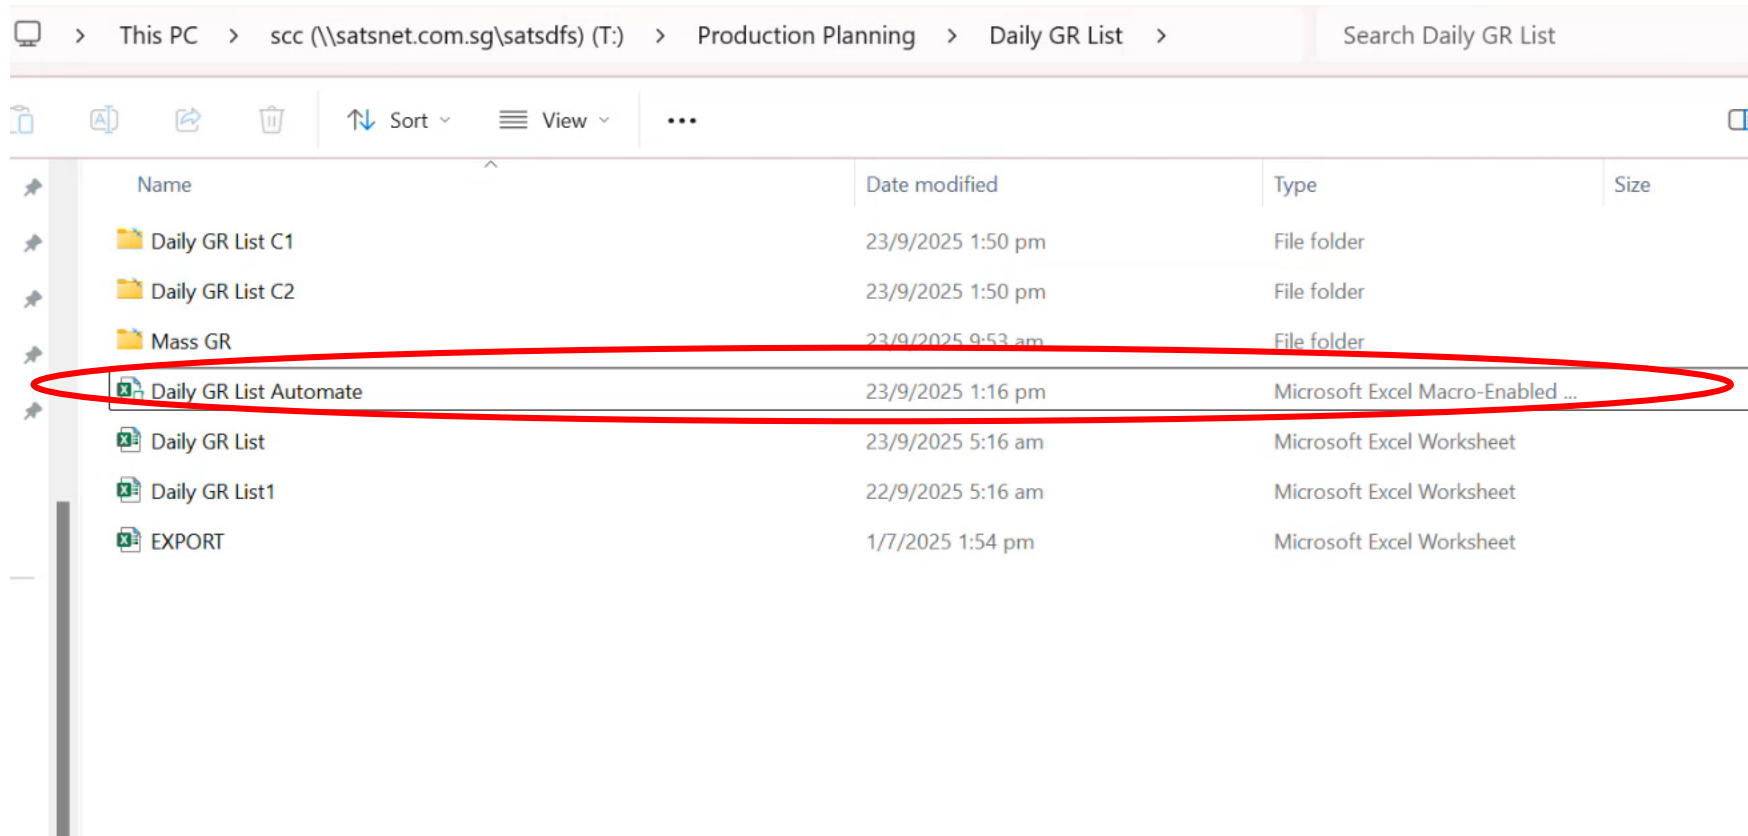 This PC > scc (\\satsnet.com.sg\satsdfs) (T:) > Production Planning > Daily GR List > Search Daily GR List
Sort View •••
Name Date modified Type Size
Daily GR List C1 23/9/2025 1:50 pm File folder
Daily GR List C2 23/9/2025 1:50 pm File folder
Mass GR 23/9/2025 9:53 am File folder
Daily GR List Automate 23/9/2025 1:16 pm Microsoft Excel Macro-Enabled ...
Daily GR List 23/9/2025 5:16 am Microsoft Excel Worksheet
Daily GR List1 22/9/2025 5:16 am Microsoft Excel Worksheet
EXPORT 1/7/2025 1:54 pm Microsoft Excel Worksheet